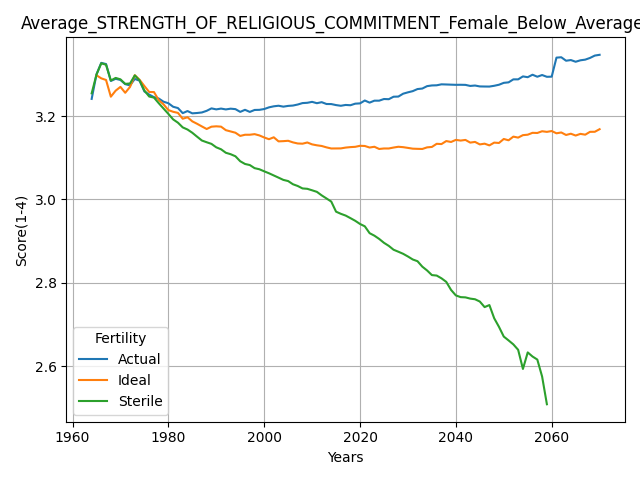 Average_STRENGTH_OF_RELIGIOUS_COMMITMENT_Female_Below_Average
Score(1-4)
3.2
3.0
2.8
2.6
Fertility
Actual
Ideal
Sterile
1960
1980
2000
2020
2040
2060
Years